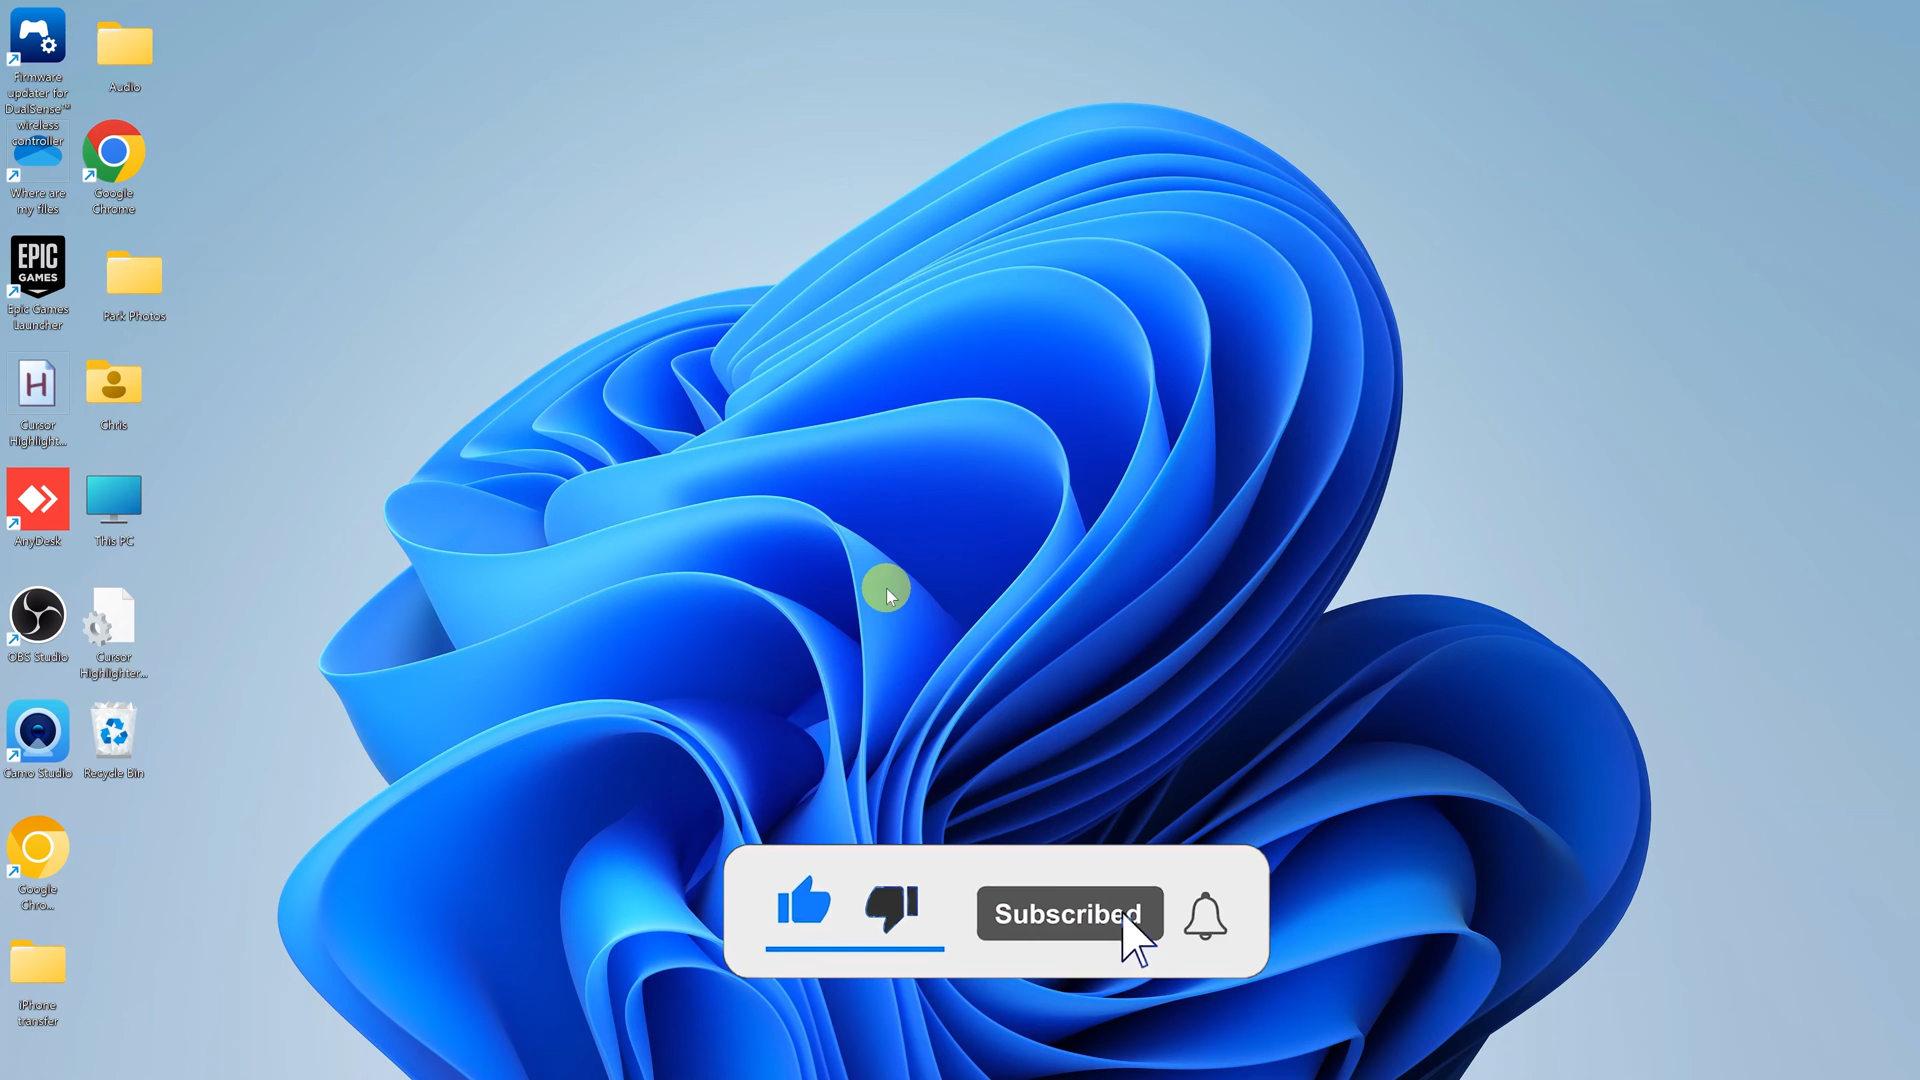 Firmware
updater for
DualSense™
wireless
controller
Audio
Where are
my files
Google
Chrome
EPIC
GAMES
Epic Games
Launcher
Park Photos
H
Cursor
Highlight...
Chris
AnyDesk
This PC
OBS Studio
Cursor
Highlighter...
Camo Studio
Recycle Bin
Google
Chro...
iPhone
transfer
Subscribed